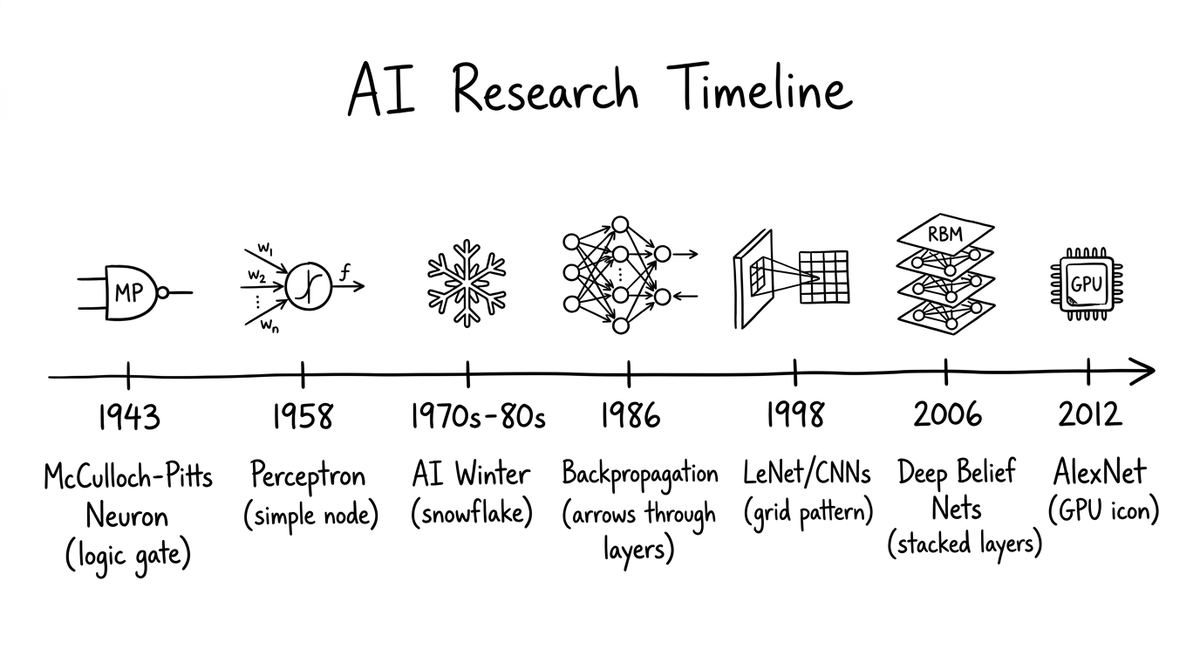 AI Research Timeline
MP
w1
w2
wn
f
RBM
GPU
1943
1958
1970s-80s
1986
1998
2006
2012
McCulloch-Pitts
Neuron
(logic gate)
Perceptron
(simple node)
AI Winter
(snowflake)
Backpropagation
(arrows through
layers)
LeNet/CNNs
(grid pattern)
Deep Belief
Nets
(stacked layers)
AlexNet
(GPU icon)